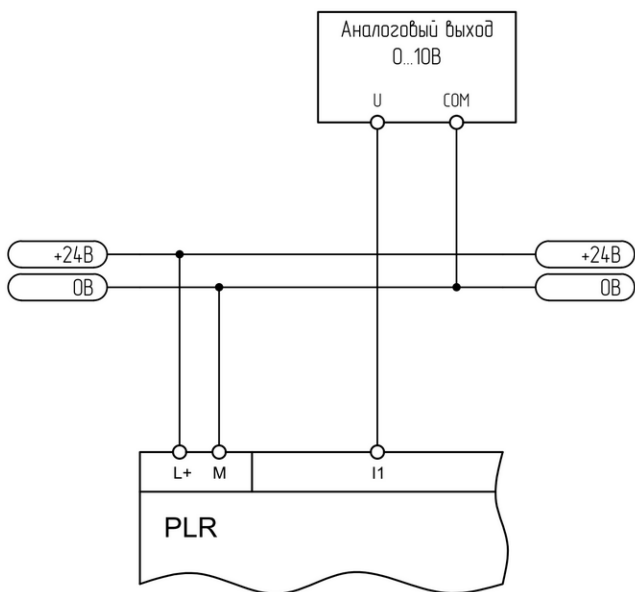 Аналоговый выход
0...10В
U COM
+24В +24В
0В 0В
L+ M I1
PLR